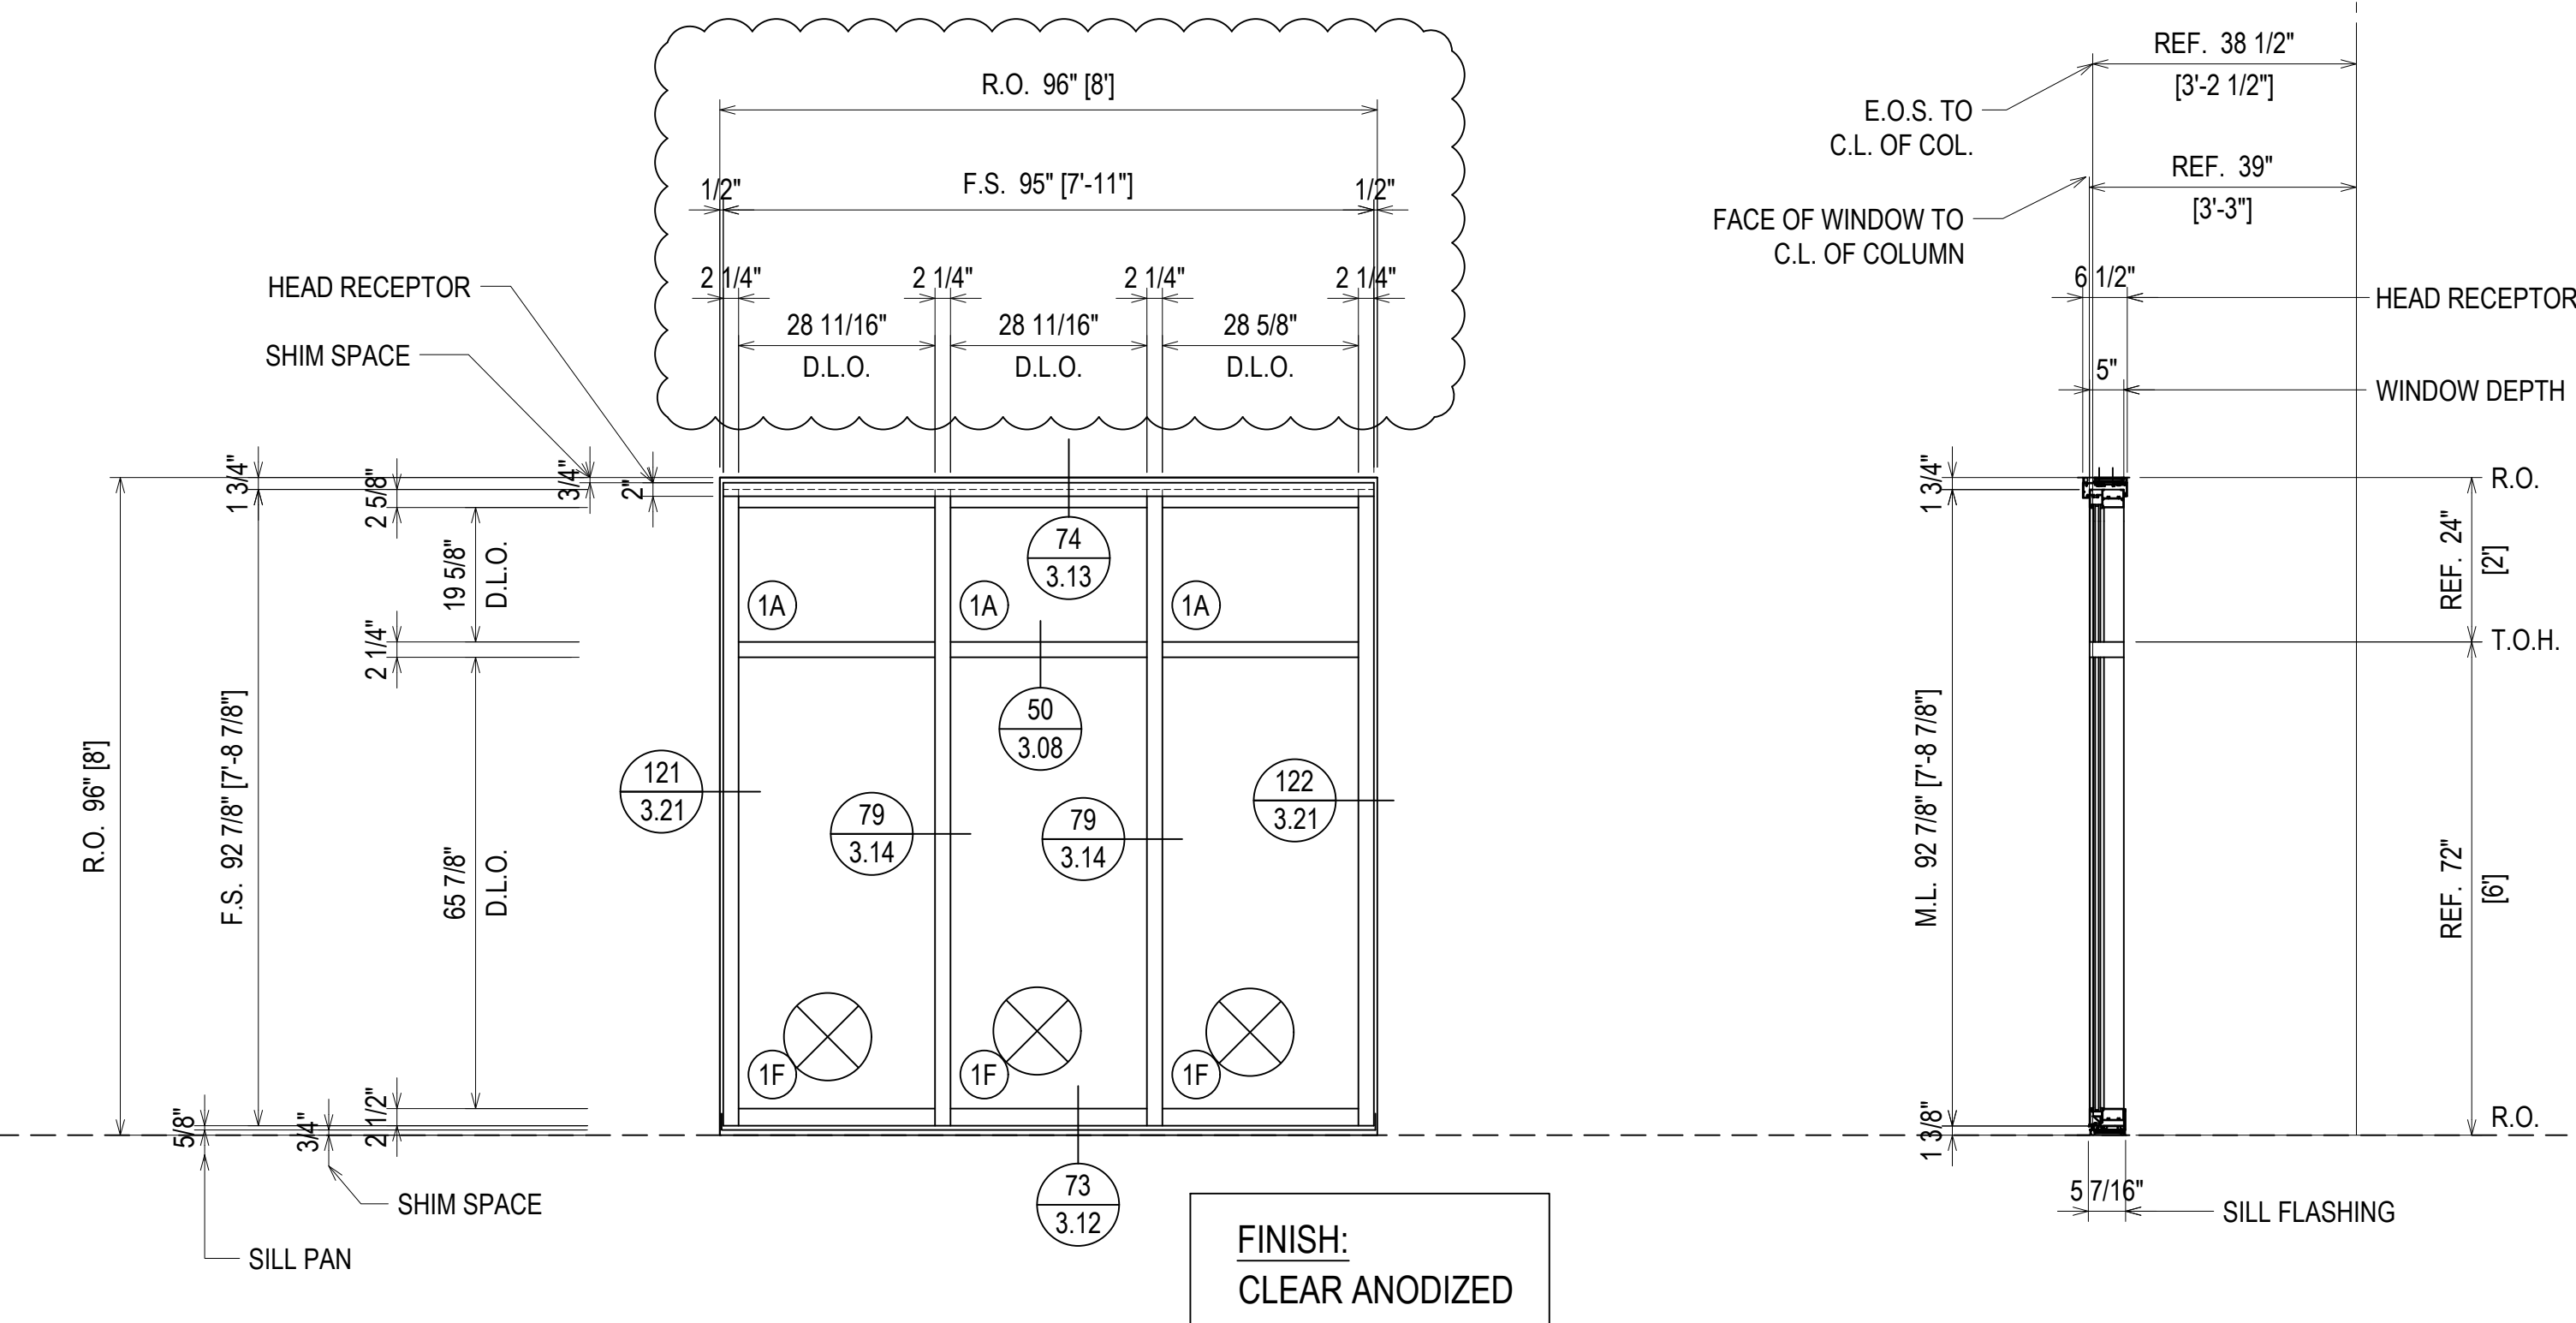 R.O. 96" [8']
1/2"
F.S. 95" [7'-11"]
1/2"
2 1/4"
2 1/4"
2 1/4"
2 1/4"
28 11/16"
D.L.O.
28 11/16"
D.L.O.
28 5/8"
D.L.O.
HEAD RECEPTOR
SHIM SPACE
1 3/4"
2 5/8"
3/4"
2"
19 5/8"
D.L.O.
2 1/4"
R.O. 96" [8']
F.S. 92 7/8" [7'-8 7/8"]
65 7/8"
D.L.O.
5/8"
3/4"
2 1/2"
SHIM SPACE
SILL PAN
74
3.13
1A
1A
1A
50
3.08
121
3.21
79
3.14
79
3.14
122
3.21
1F
1F
1F
73
3.12
FINISH:
CLEAR ANODIZED
REF. 38 1/2"
[3'-2 1/2"]
E.O.S. TO
C.L. OF COL.
REF. 39"
[3'-3"]
FACE OF WINDOW TO
C.L. OF COLUMN
6 1/2"
HEAD RECEPTOR
5"
WINDOW DEPTH
1 3/4"
R.O.
REF. 24"
[2']
T.O.H.
M.L. 92 7/8" [7'-8 7/8"]
REF. 72"
[6']
1 3/8"
R.O.
5 7/16"
SILL FLASHING